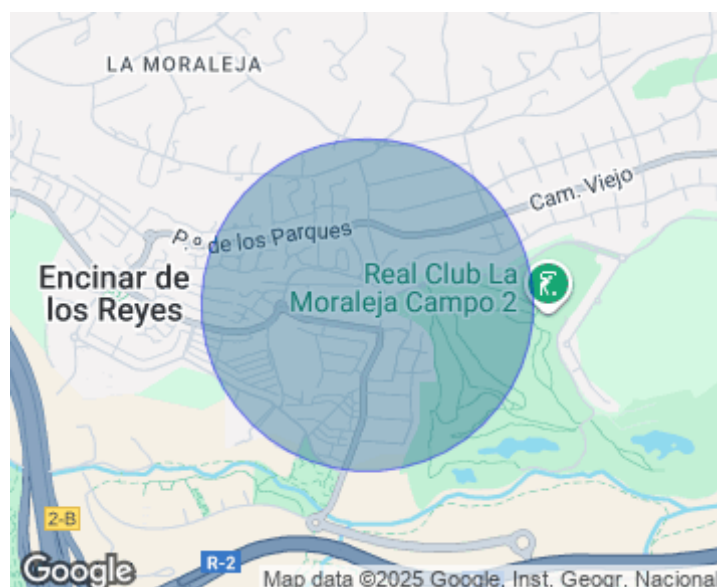 LA MORALEJA
Cam. Viejo
P.º de los Parques
Encinar de
los Reyes
Real Club La
Moraleja Campo 2
2-B
R-2
Google
Map data ©2025 Google, Inst. Geogr. Nacional